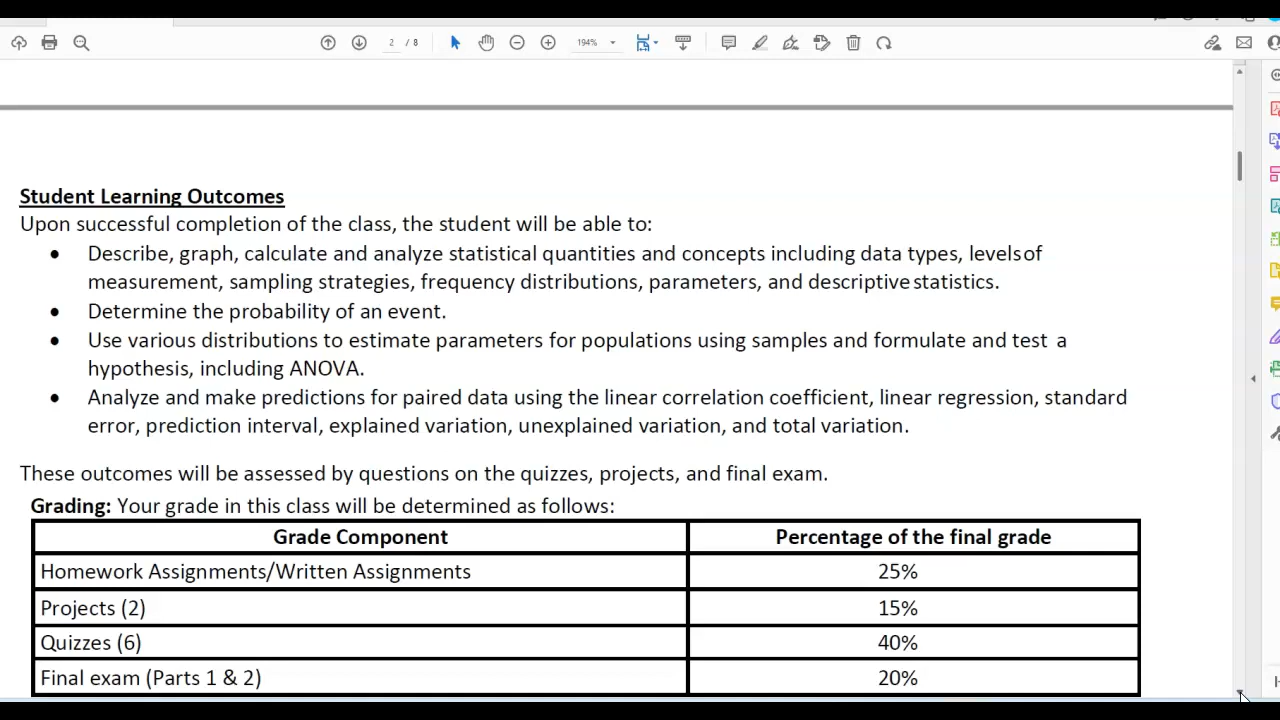 2 / 8 194%
Student Learning Outcomes
Upon successful completion of the class, the student will be able to:
• Describe, graph, calculate and analyze statistical quantities and concepts including data types, levels of
measurement, sampling strategies, frequency distributions, parameters, and descriptive statistics.
• Determine the probability of an event.
• Use various distributions to estimate parameters for populations using samples and formulate and test a
hypothesis, including ANOVA.
• Analyze and make predictions for paired data using the linear correlation coefficient, linear regression, standard
error, prediction interval, explained variation, unexplained variation, and total variation.
These outcomes will be assessed by questions on the quizzes, projects, and final exam.
Grading: Your grade in this class will be determined as follows:
Grade Component Percentage of the final grade
Homework Assignments/Written Assignments 25%
Projects (2) 15%
Quizzes (6) 40%
Final exam (Parts 1 & 2) 20%